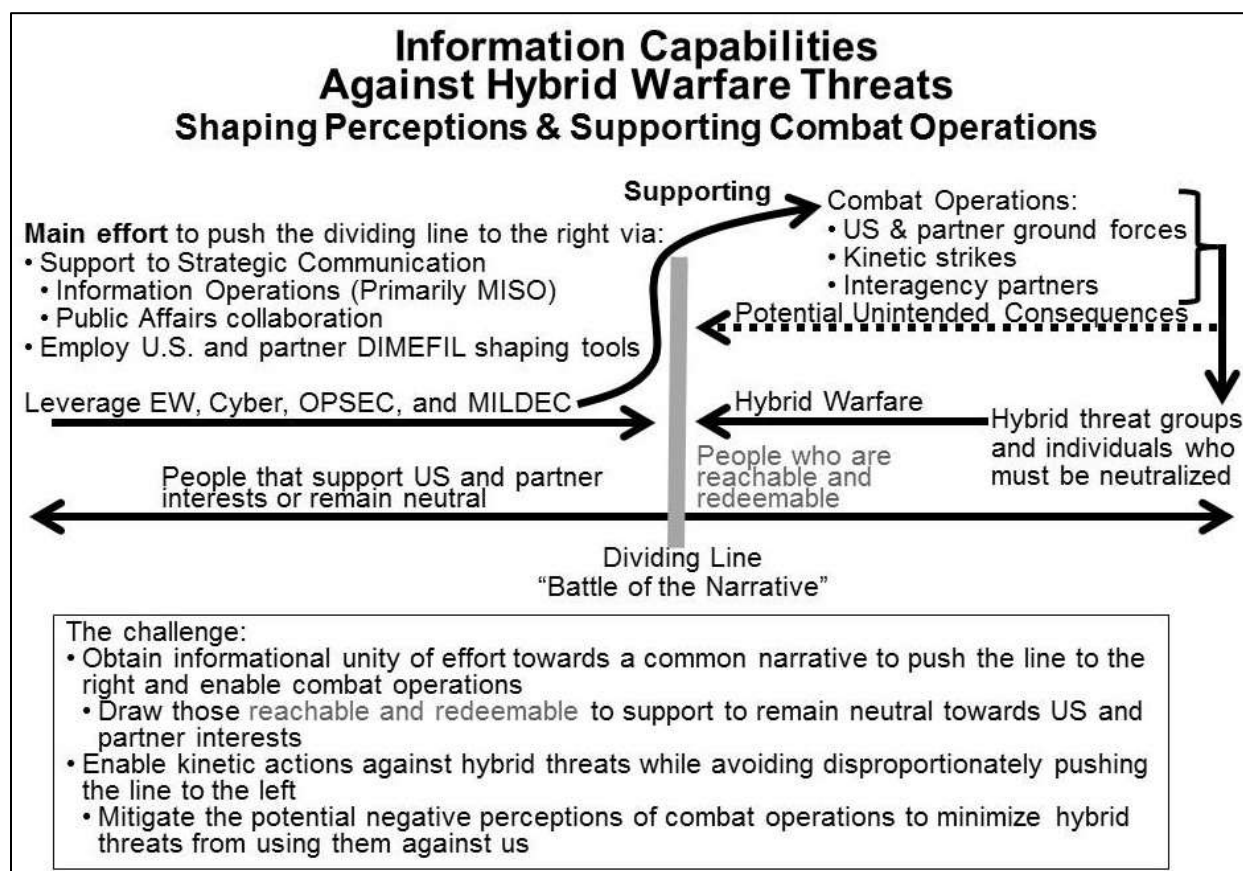 Information Capabilities
Against Hybrid Warfare Threats
Shaping Perceptions & Supporting Combat Operations
Supporting
Main effort to push the dividing line to the right via:
• Support to Strategic Communication
• Information Operations (Primarily MISO)
• Public Affairs collaboration
• Employ U.S. and partner DIMEFIL shaping tools
Leverage EW, Cyber, OPSEC, and MILDEC
Combat Operations:
• US & partner ground forces
• Kinetic strikes
• Interagency partners
Potential Unintended Consequences
Hybrid Warfare
Hybrid threat groups
and individuals who
must be neutralized
People that support US and partner
interests or remain neutral
People who are
reachable and
redeemable
Dividing Line
“Battle of the Narrative”
The challenge:
• Obtain informational unity of effort towards a common narrative to push the line to the
right and enable combat operations
• Draw those reachable and redeemable to support to remain neutral towards US and
partner interests
• Enable kinetic actions against hybrid threats while avoiding disproportionately pushing
the line to the left
• Mitigate the potential negative perceptions of combat operations to minimize hybrid
threats from using them against us